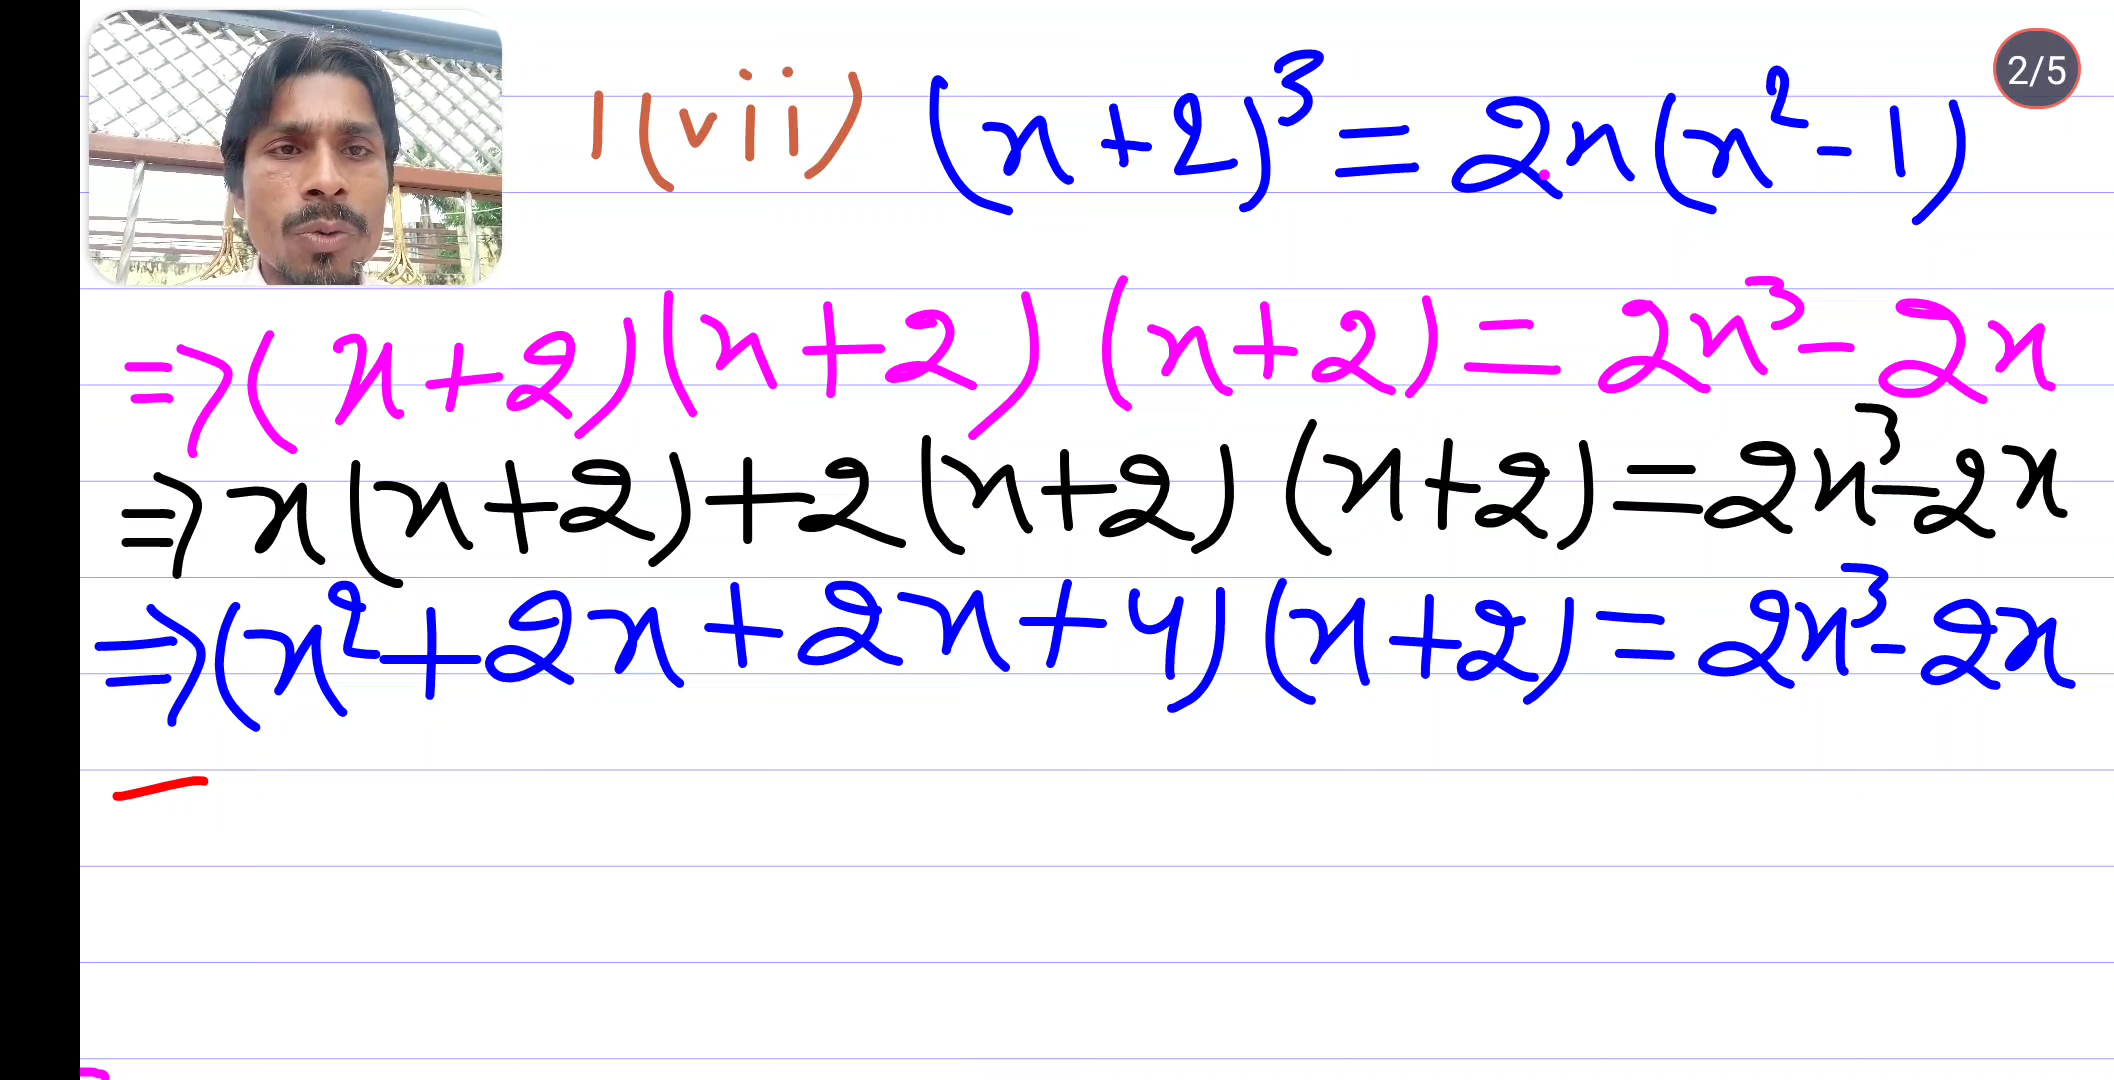 1(vii) (x+2)³=2x(x²-1)
2/5
⇒(x+2)(x+2)(x+2)=2x³-2x
⇒x(x+2)+2(x+2)(x+2)=2x³-2x
⇒(x²+2x+2x+4)(x+2)=2x³-2x